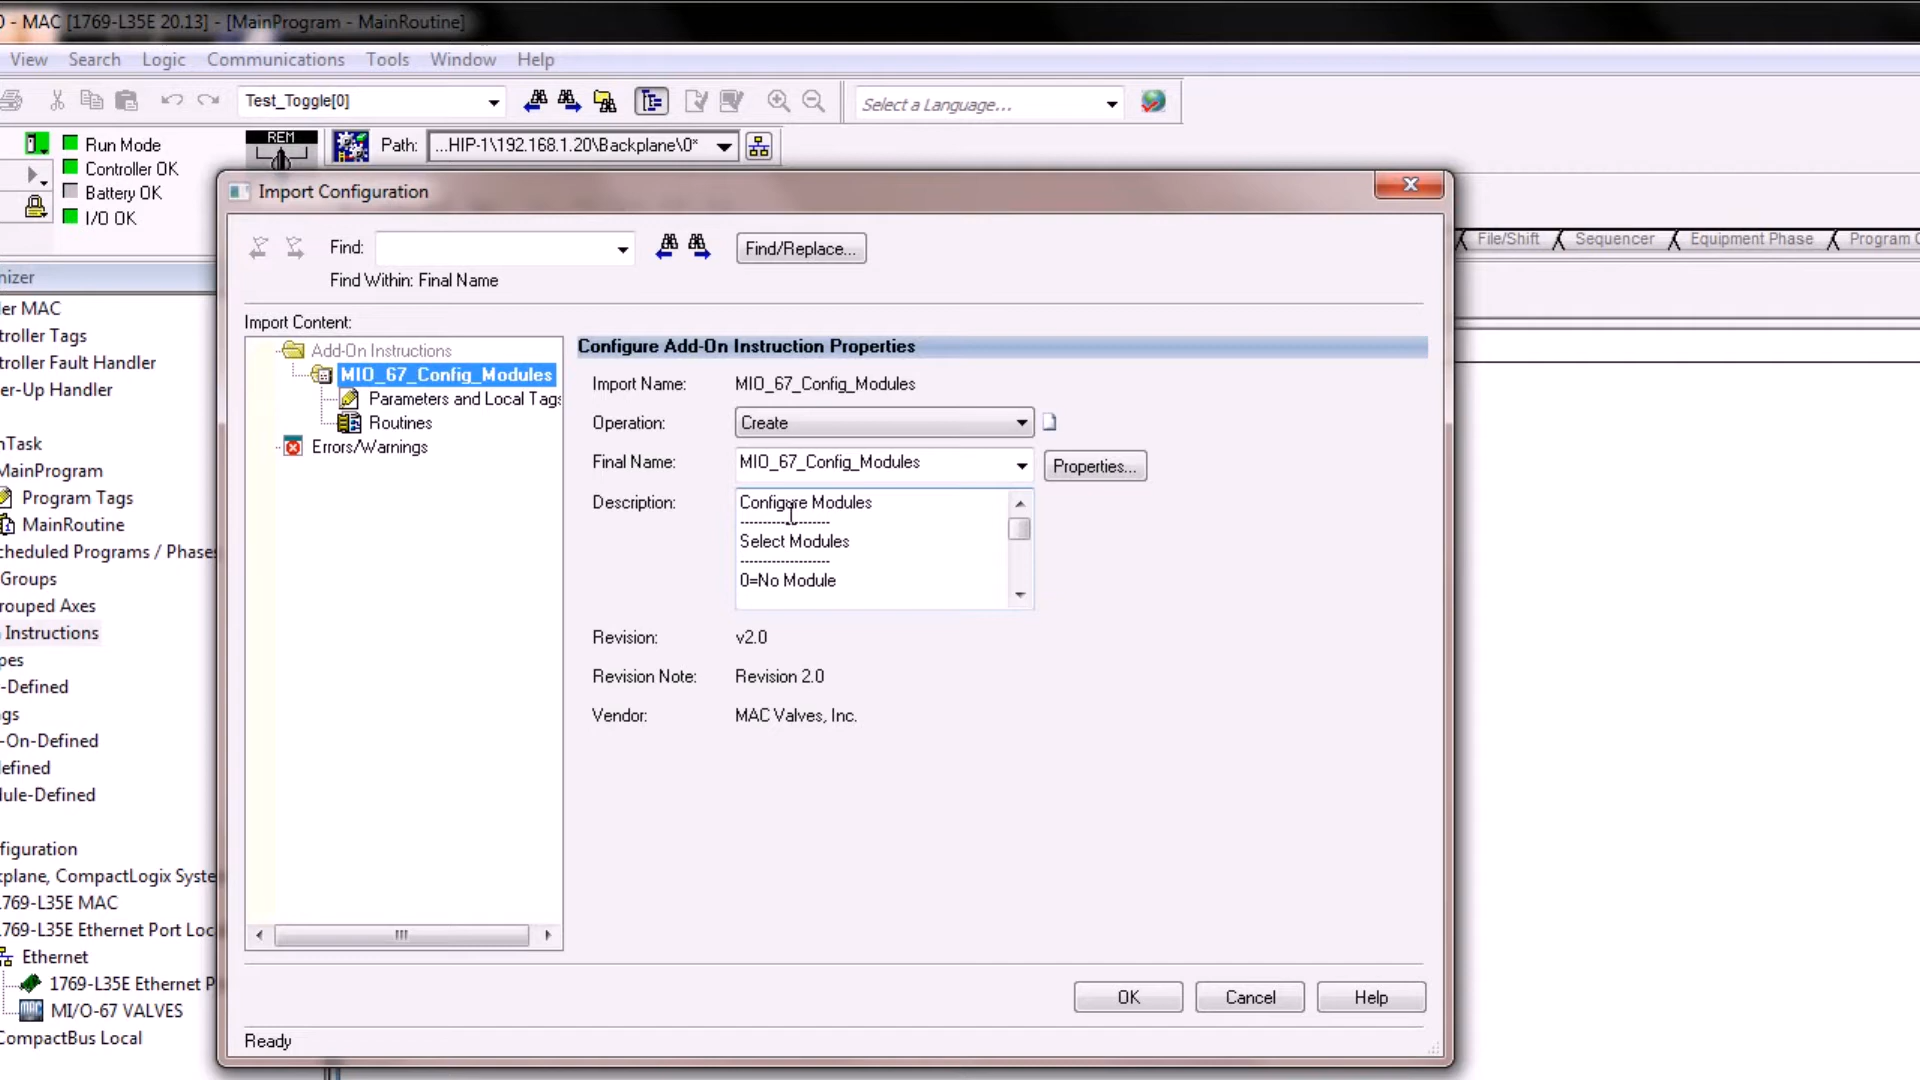 0 - MAC [1769-L35E 20.13] - [MainProgram - MainRoutine]
View Search Logic Communications Tools Window Help
Test_Toggle[0]
Select a Language...
Run Mode
Controller OK
Battery OK
I/O OK
REM
Path: ...HIP-1\192.168.1.20\Backplane\0*
File/Shift Sequencer Equipment Phase Program C
nizer
ler MAC
troller Tags
troller Fault Handler
er-Up Handler
nTask
MainProgram
Program Tags
MainRoutine
cheduled Programs / Phases
Groups
rouped Axes
Instructions
pes
-Defined
gs
-On-Defined
efined
ule-Defined
figuration
kplane, CompactLogix Syste
1769-L35E MAC
1769-L35E Ethernet Port Loc
Ethernet
1769-L35E Ethernet P
MAC
MI/O-67 VALVES
CompactBus Local
Import Configuration
Find:
Find/Replace...
Find Within: Final Name
Import Content:
Add-On Instructions
MIO_67_Config_Modules
Parameters and Local Tags
Routines
Errors/Warnings
Configure Add-On Instruction Properties
Import Name: MIO_67_Config_Modules
Operation: Create
Final Name: MIO_67_Config_Modules Properties...
Description: Configure Modules
--------------------
Select Modules
--------------------
0=No Module
Revision: v2.0
Revision Note: Revision 2.0
Vendor: MAC Valves, Inc.
OK Cancel Help
Ready